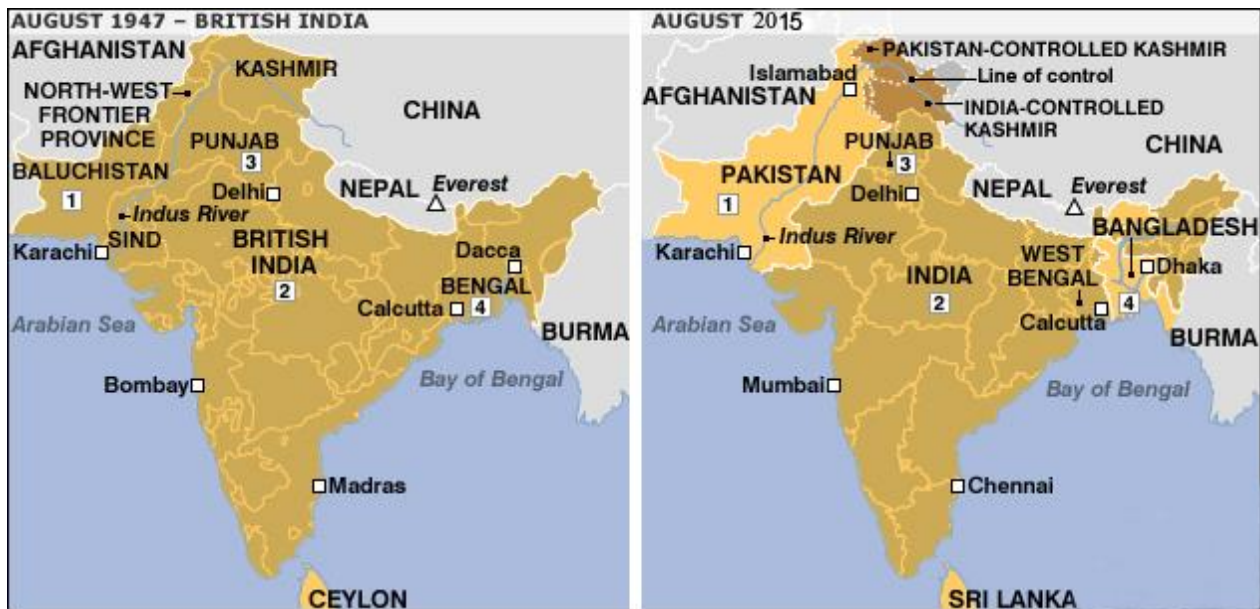 AUGUST 1947 – BRITISH INDIA
AFGHANISTAN
KASHMIR
NORTH-WEST
FRONTIER
PROVINCE
CHINA
PUNJAB
3
BALUCHISTAN
1
Delhi
NEPAL
Everest
Indus River
Karachi
SIND
BRITISH
INDIA
2
Dacca
BENGAL
4
Calcutta
Arabian Sea
BURMA
Bombay
Bay of Bengal
Madras
CEYLON
AUGUST 2015
PAKISTAN-CONTROLLED KASHMIR
Islamabad
Line of control
AFGHANISTAN
INDIA-CONTROLLED
KASHMIR
PUNJAB
3
CHINA
PAKISTAN
1
Delhi
NEPAL
Everest
BANGLADESH
Indus River
Karachi
WEST
BENGAL
Dhaka
INDIA
2
4
Calcutta
Arabian Sea
BURMA
Mumbai
Bay of Bengal
Chennai
SRI LANKA